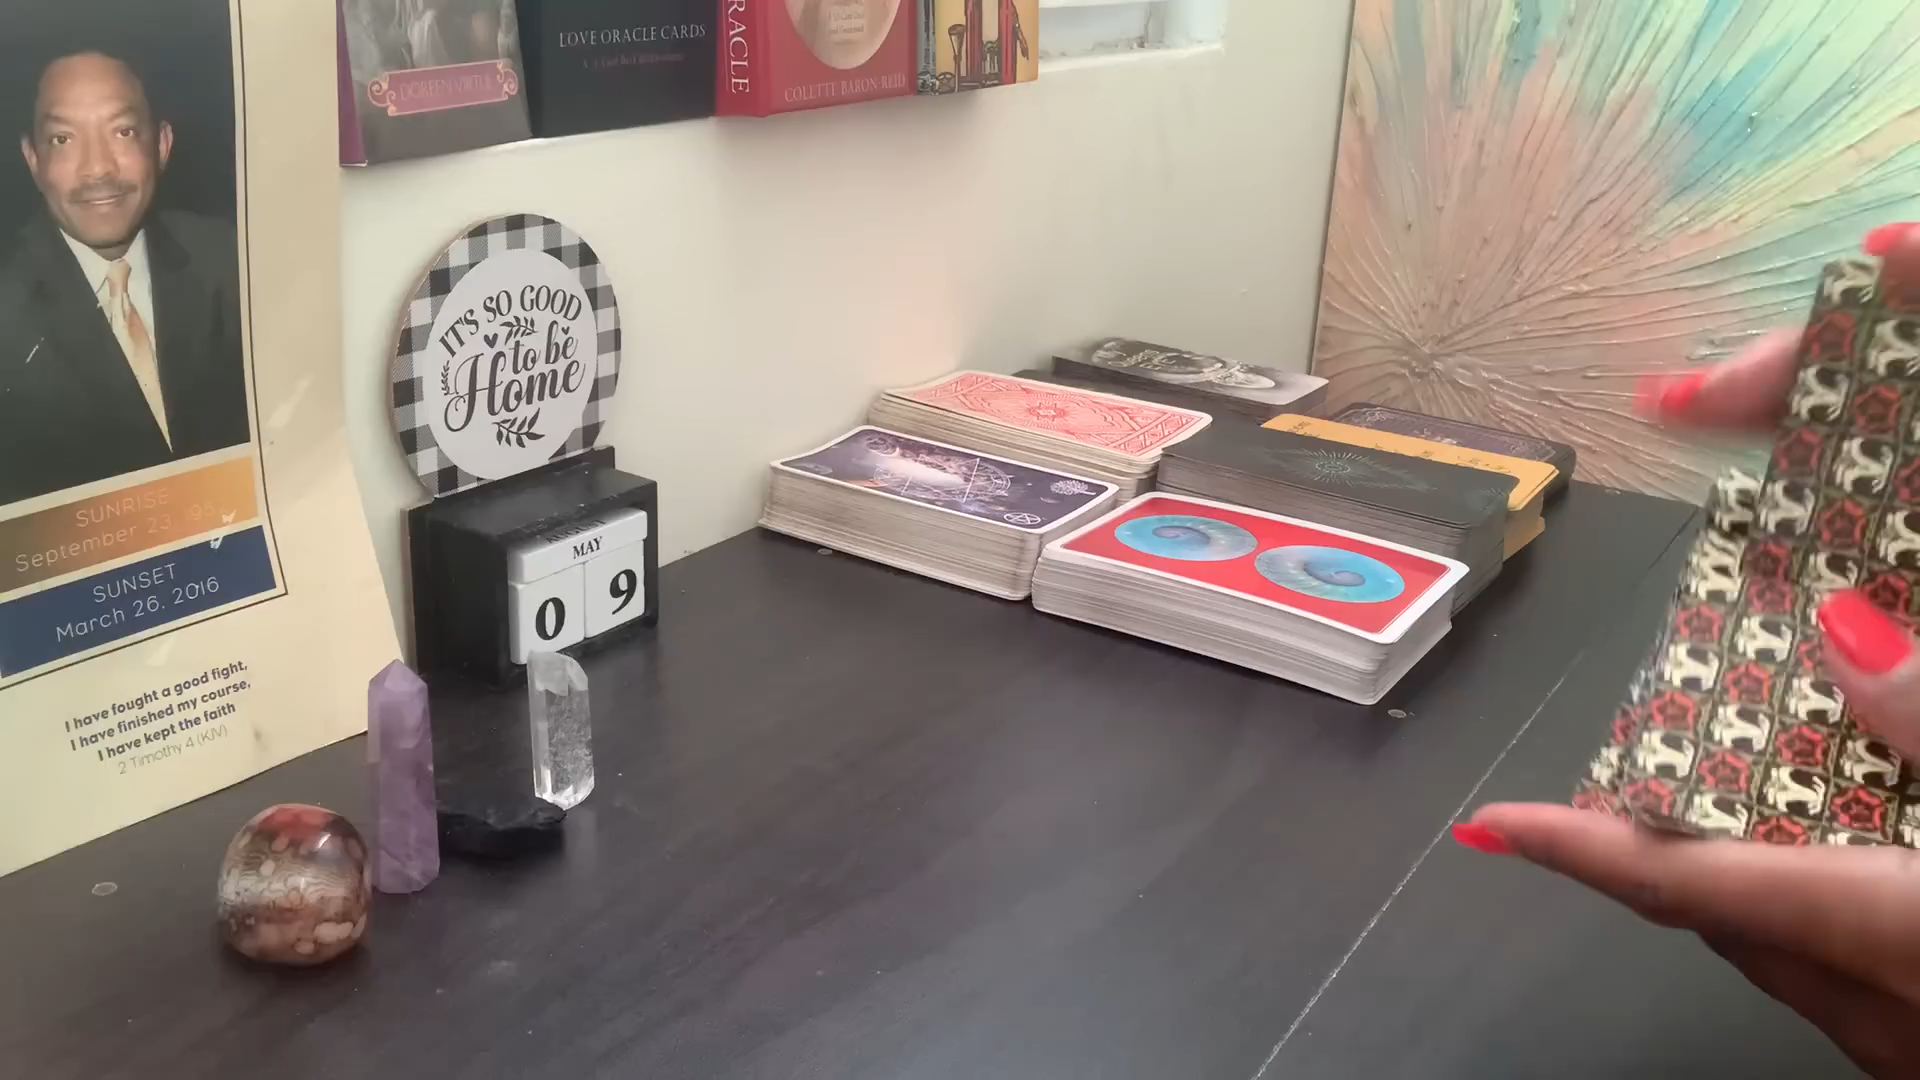 DOREEN VIRTUE
LOVE ORACLE CARDS
ORACLE
COLETTE BARON-REID
IT'S SO GOOD
to be
Home
MAY
0 9
SUNRISE
September 23, 195
SUNSET
March 26, 2016
I have fought a good fight,
I have finished my course,
I have kept the faith
2 Timothy 4 (KJV)